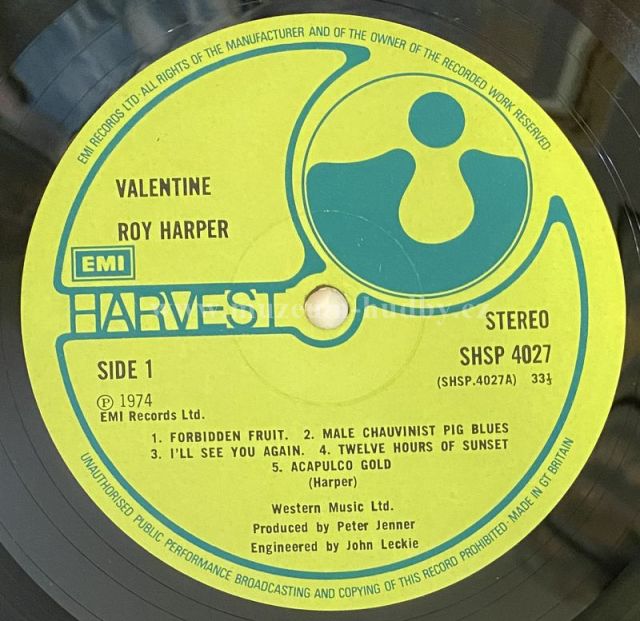 EMI RECORDS LTD·ALL RIGHTS OF THE MANUFACTURER AND OF THE OWNER OF THE RECORDED WORK RESERVED·
VALENTINE
ROY HARPER
EMI
HARVEST
www.muzeum-hudby.cz
STEREO
SIDE 1
SHSP 4027
(SHSP.4027A) 33⅓
Ⓟ 1974
EMI Records Ltd.
1. FORBIDDEN FRUIT. 2. MALE CHAUVINIST PIG BLUES
3. I'LL SEE YOU AGAIN. 4. TWELVE HOURS OF SUNSET
5. ACAPULCO GOLD
(Harper)
Western Music Ltd.
Produced by Peter Jenner
Engineered by John Leckie
UNAUTHORISED PUBLIC PERFORMANCE BROADCASTING AND COPYING OF THIS RECORD PROHIBITED·MADE IN GT BRITAIN